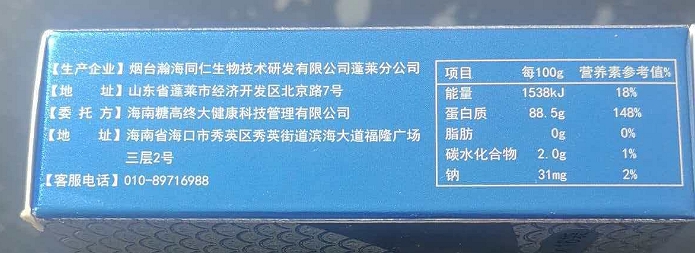 【生产企业】烟台瀚海同仁生物技术研发有限公司蓬莱分公司
【地　　址】山东省蓬莱市经济开发区北京路7号
【委 托 方】海南糖高终大健康科技管理有限公司
【地　　址】海南省海口市秀英区秀英街道滨海大道福隆广场
三层2号
【客服电话】010-89716988
项目 每100g 营养素参考值%
能量 1538kJ 18%
蛋白质 88.5g 148%
脂肪 0g 0%
碳水化合物 2.0g 1%
钠 31mg 2%